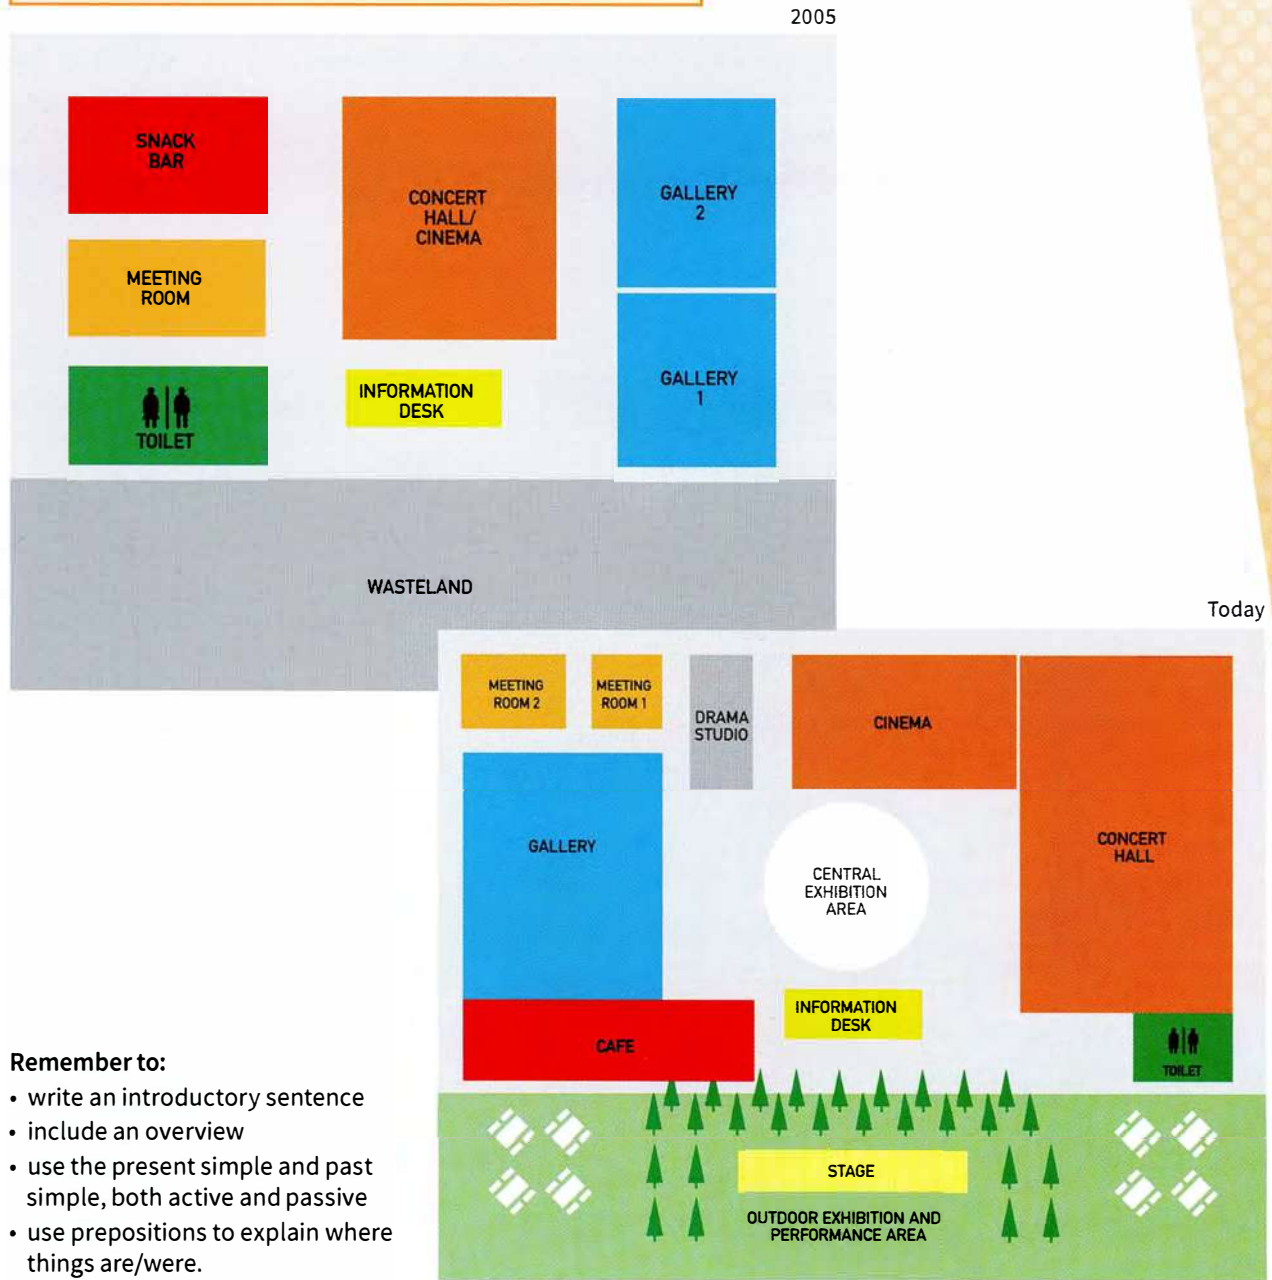 2005
SNACK
BAR
CONCERT
HALL/
CINEMA
GALLERY
2
MEETING
ROOM
GALLERY
1
INFORMATION
DESK
TOILET
WASTELAND
Today
MEETING
ROOM 2
MEETING
ROOM 1
DRAMA
STUDIO
CINEMA
GALLERY
CONCERT
HALL
CENTRAL
EXHIBITION
AREA
INFORMATION
DESK
CAFE
TOILET
STAGE
OUTDOOR EXHIBITION AND
PERFORMANCE AREA
Remember to:
• write an introductory sentence
• include an overview
• use the present simple and past
simple, both active and passive
• use prepositions to explain where
things are/were.